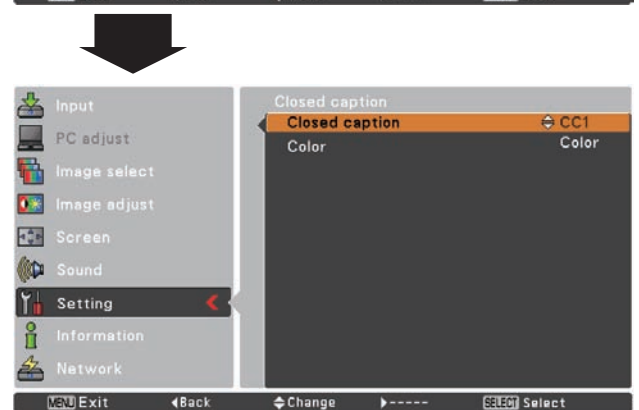 Input
PC adjust
Image select
Image adjust
Screen
Sound
Setting
Information
Network
Closed caption
Closed caption CC1
Color Color
MENU Exit Back Change ----- SELECT Select